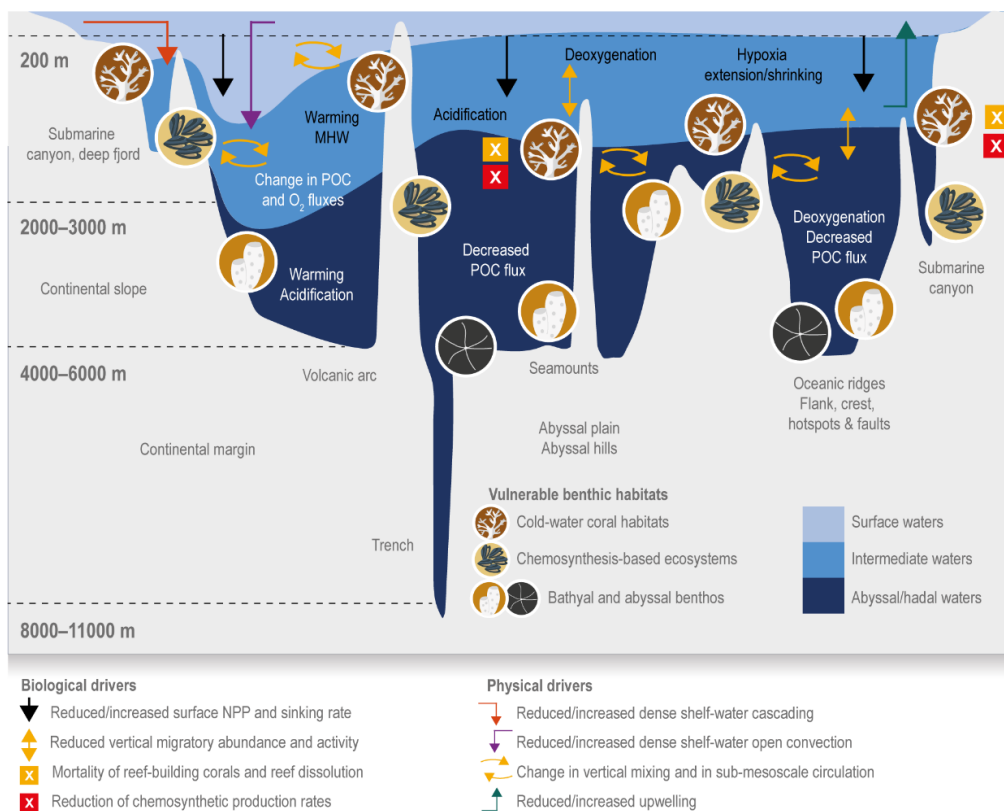 200 m
Submarine
canyon, deep fjord
Warming
MHW
Change in POC
and O₂ fluxes
2000–3000 m
Continental slope
Warming
Acidification
4000–6000 m
Volcanic arc
Continental margin
Acidification
X
X
Decreased
POC flux
Deoxygenation
Hypoxia
extension/shrinking
X
X
Deoxygenation
Decreased
POC flux
Submarine
canyon
Seamounts
Oceanic ridges
Flank, crest,
hotspots & faults
Abyssal plain
Abyssal hills
Trench
8000–11000 m
Vulnerable benthic habitats
Cold-water coral habitats
Chemosynthesis-based ecosystems
Bathyal and abyssal benthos
Surface waters
Intermediate waters
Abyssal/hadal waters
Biological drivers
Reduced/increased surface NPP and sinking rate
Reduced vertical migratory abundance and activity
X Mortality of reef-building corals and reef dissolution
X Reduction of chemosynthetic production rates
Physical drivers
Reduced/increased dense shelf-water cascading
Reduced/increased dense shelf-water open convection
Change in vertical mixing and in sub-mesoscale circulation
Reduced/increased upwelling